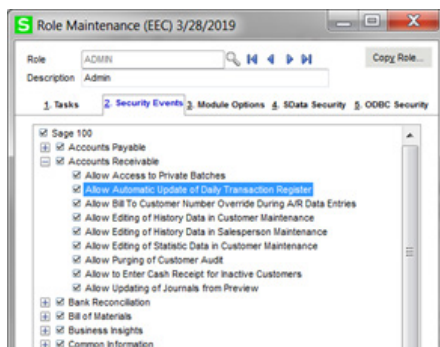 S Role Maintenance (EEC) 3/28/2019
Role ADMIN Copy Role...
Description Admin
1. Tasks 2. Security Events 3. Module Options 4. SData Security 5. ODBC Security
Sage 100
Accounts Payable
Accounts Receivable
Allow Access to Private Batches
Allow Automatic Update of Daily Transaction Register
Allow Bill To Customer Number Override During A/R Data Entries
Allow Editing of History Data in Customer Maintenance
Allow Editing of History Data in Salesperson Maintenance
Allow Editing of Statistic Data in Customer Maintenance
Allow Purging of Customer Audit
Allow to Enter Cash Receipt for Inactive Customers
Allow Updating of Journals from Preview
Bank Reconciliation
Bill of Materials
Business Insights
Common Information